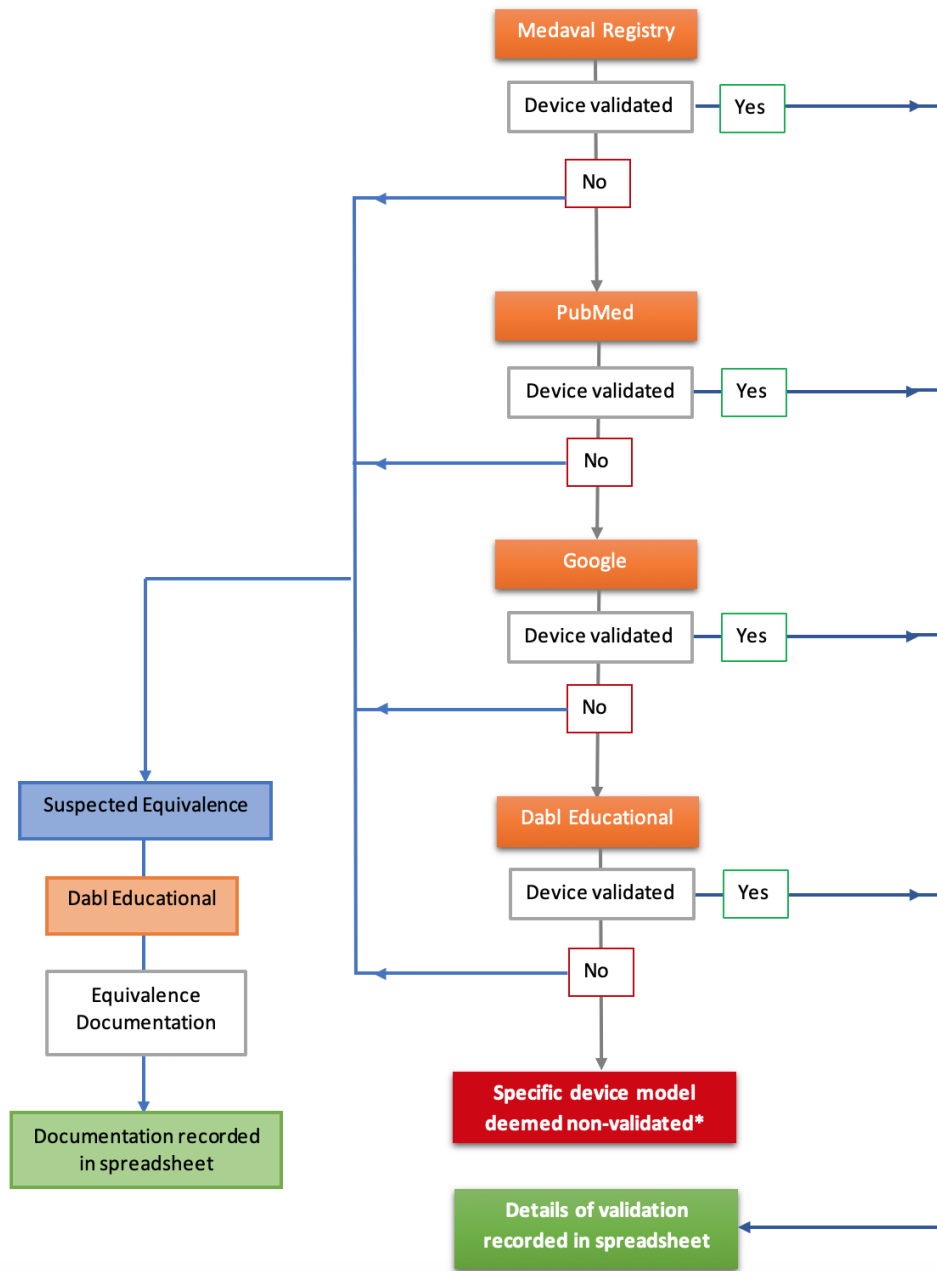 Medaval Registry
Device validated
Yes
No
PubMed
Device validated
Yes
No
Google
Device validated
Yes
No
Suspected Equivalence
Dabl Educational
Dabl Educational
Device validated
Yes
No
Equivalence
Documentation
Specific device model
deemed non-validated*
Documentation recorded
in spreadsheet
Details of validation
recorded in spreadsheet